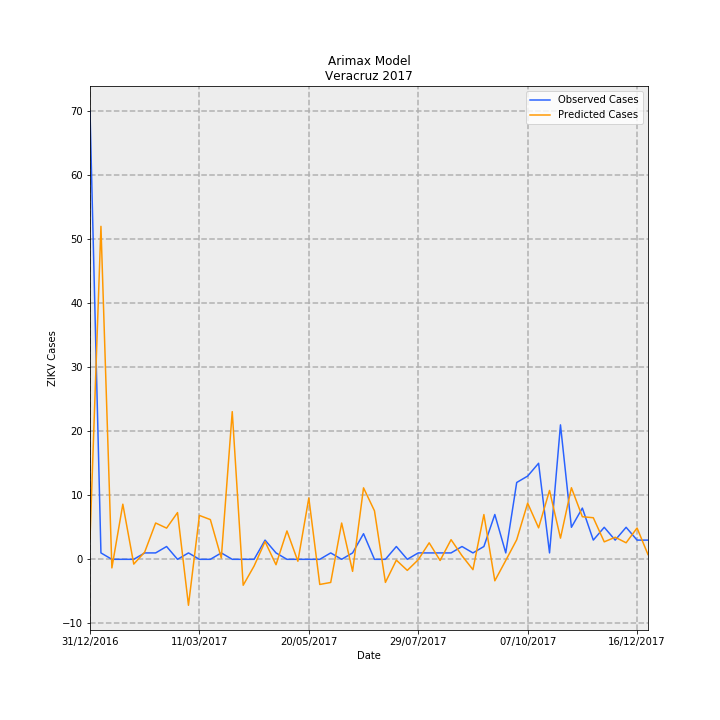 Arimax Model
Veracruz 2017
Observed Cases
Predicted Cases
70
60
50
40
30
20
10
0
−10
ZIKV Cases
31/12/2016 11/03/2017 20/05/2017 29/07/2017 07/10/2017 16/12/2017
Date